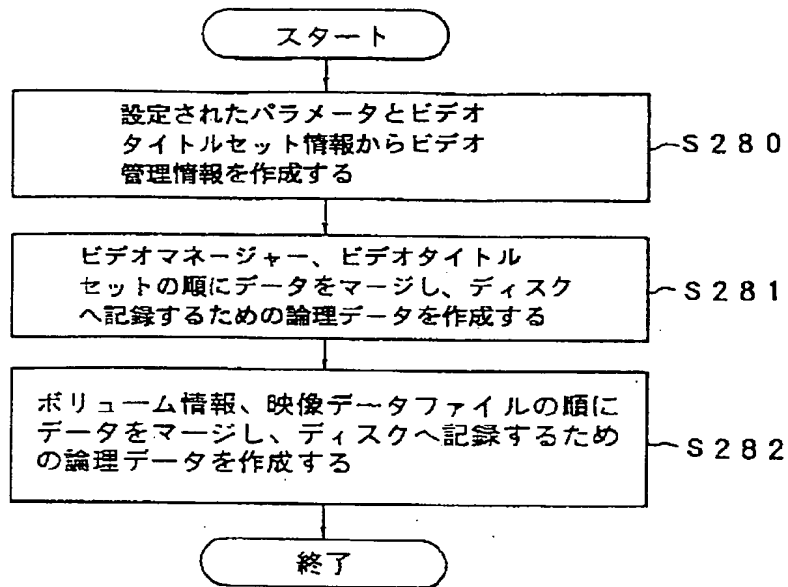 スタート
設定されたパラメータとビデオ
タイトルセット情報からビデオ
管理情報を作成する
S280
ビデオマネージャー、ビデオタイトル
セットの順にデータをマージし、ディスク
へ記録するための論理データを作成する
S281
ボリューム情報、映像データファイルの順に
データをマージし、ディスクへ記録するため
の論理データを作成する
S282
終了